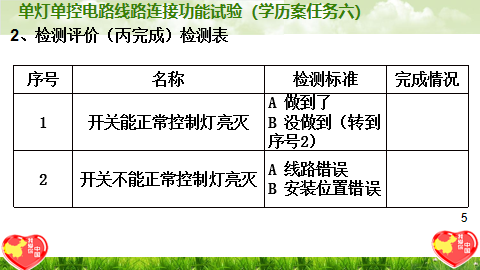 单灯单控电路线路连接功能试验（学历案任务六）
2、检测评价（丙完成）检测表
序号 名称 检测标准 完成情况
1 开关能正常控制灯亮灭 A 做到了
B 没做到（转到
序号2）
2 开关不能正常控制灯亮灭 A 线路错误
B 安装位置错误
5